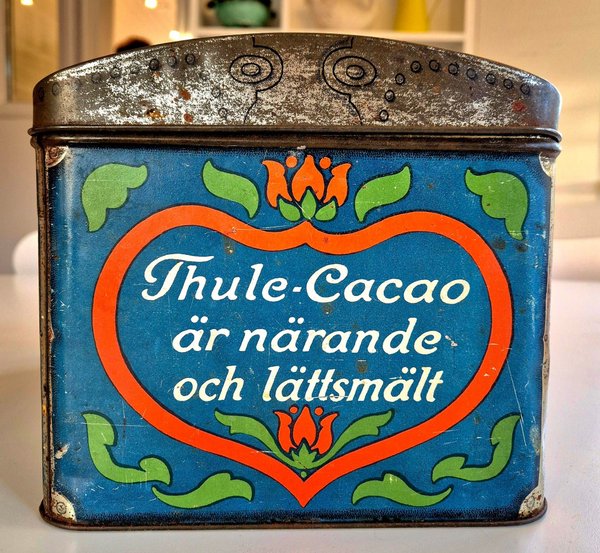 Thule-Cacao
är närande
och lättsmält